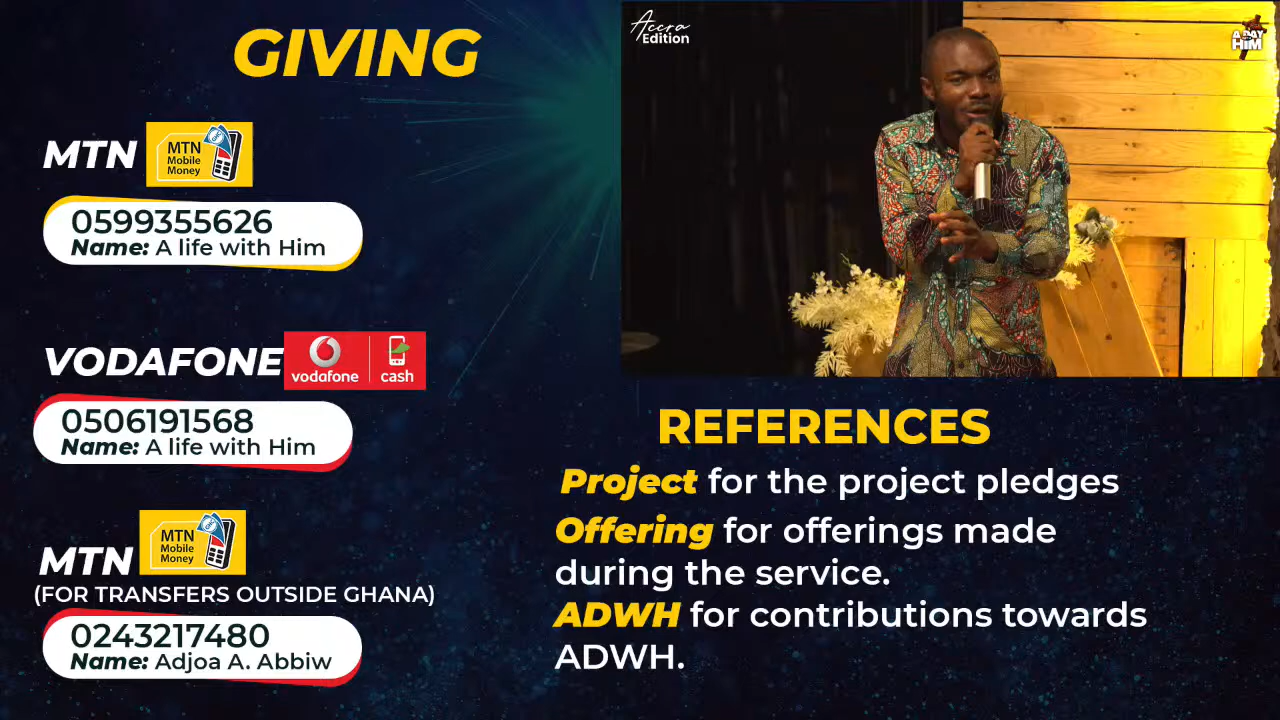 GIVING
MTN
MTN
Mobile
Money
0599355626
Name: A life with Him
VODAFONE
vodafone
cash
0506191568
Name: A life with Him
MTN
MTN
Mobile
Money
(FOR TRANSFERS OUTSIDE GHANA)
0243217480
Name: Adjoa A. Abbiw
Accra
Edition
A DAY
HIM
REFERENCES
Project for the project pledges
Offering for offerings made
during the service.
ADWH for contributions towards
ADWH.